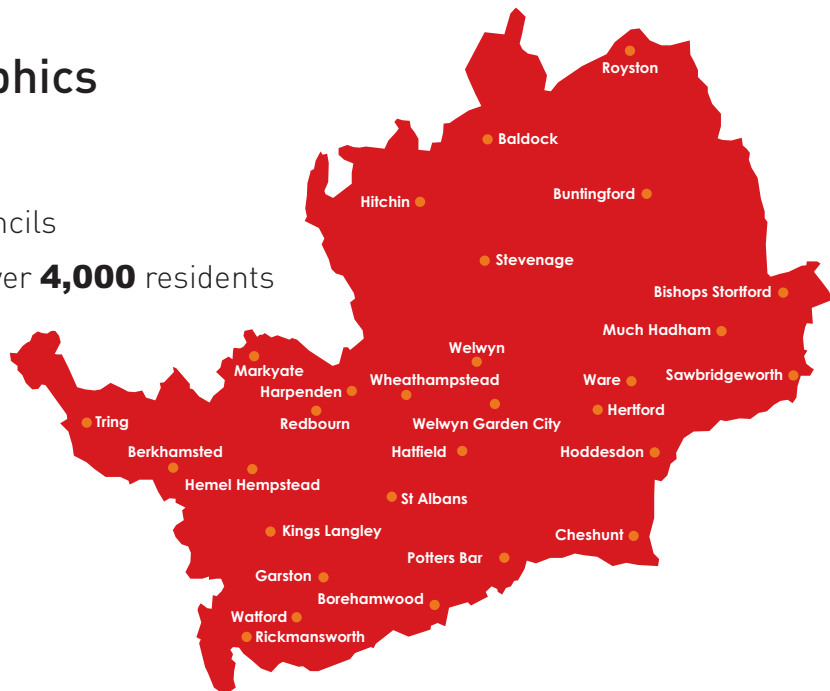 phics
ncils
ver 4,000 residents
Royston
Baldock
Buntingford
Hitchin
Stevenage
Bishops Stortford
Much Hadham
Welwyn
Markyate
Wheathampstead
Ware
Sawbridgeworth
Harpenden
Redbourn
Welwyn Garden City
Hertford
Tring
Berkhamsted
Hatfield
Hoddesdon
Hemel Hempstead
St Albans
Kings Langley
Cheshunt
Potters Bar
Garston
Borehamwood
Watford
Rickmansworth